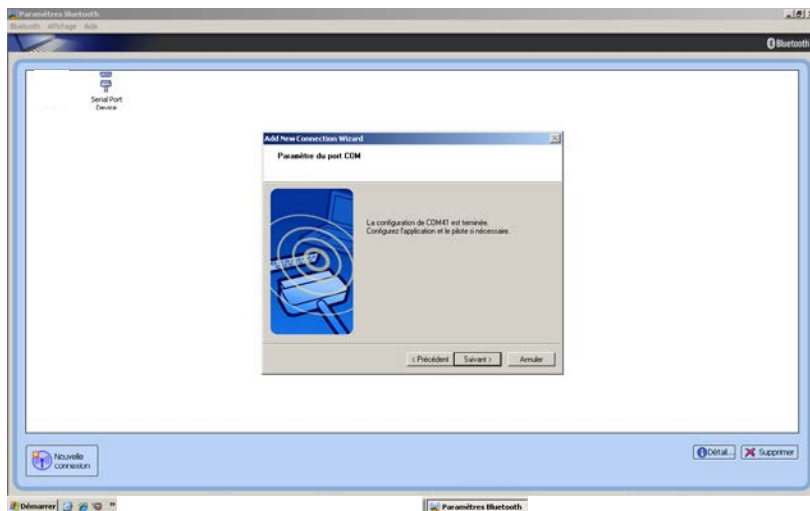 Paramètres Bluetooth
Bluetooth Affichage Aide
Bluetooth
Serial Port
Device
Add New Connection Wizard
Paramètre du port COM
La configuration de COM41 est terminée.
Configurez l'application et le pilote si nécessaire.
< Précédent Suivant > Annuler
Nouvelle
connexion
Détail... Supprimer
Démarrer
Paramètres Bluetooth